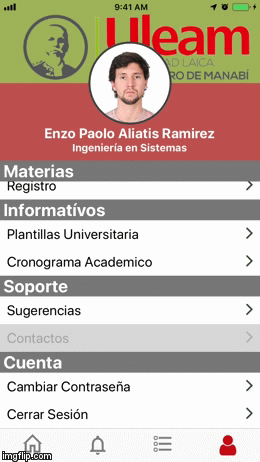 9:41 AM
Uleam
AD LAICA
RO DE MANABÍ
Enzo Paolo Aliatis Ramirez
Ingeniería en Sistemas
Materias
Registro
Informatívos
Plantillas Universitaria
Cronograma Academico
Soporte
Sugerencias
Contactos
Cuenta
Cambiar Contraseña
Cerrar Sesión
imgflip.com